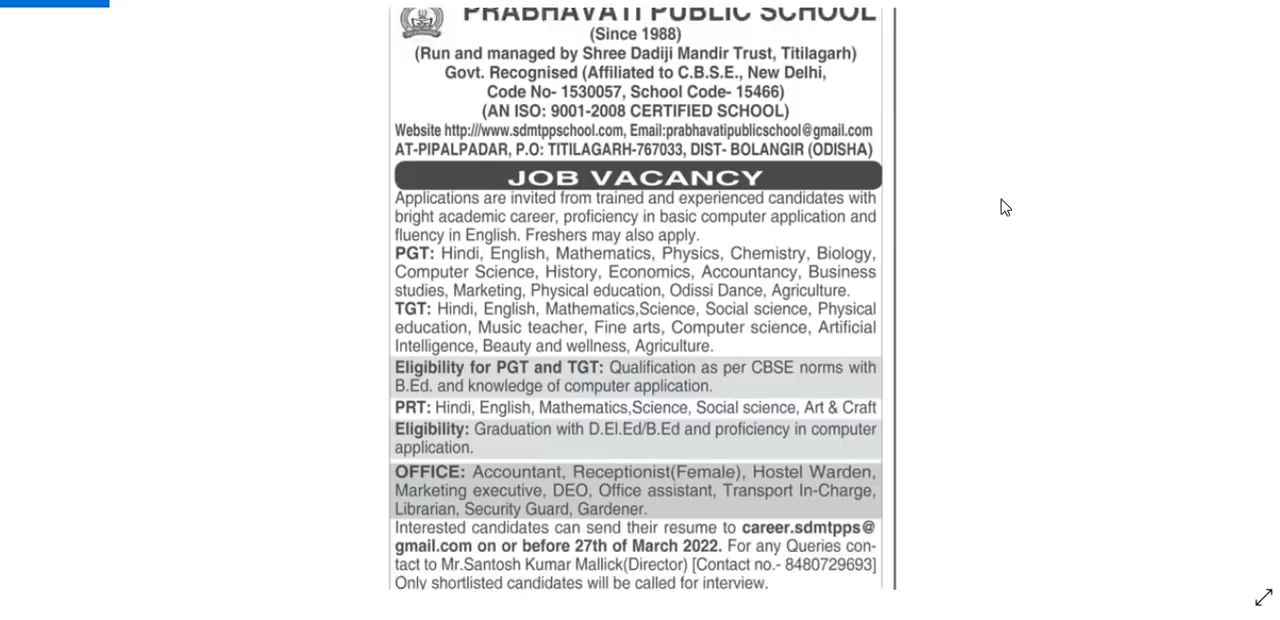 PRABHAVATI PUBLIC SCHOOL
(Since 1988)
(Run and managed by Shree Dadiji Mandir Trust, Titilagarh)
Govt. Recognised (Affiliated to C.B.S.E., New Delhi,
Code No- 1530057, School Code- 15466)
(AN ISO: 9001-2008 CERTIFIED SCHOOL)
Website http:///www.sdmtppschool.com, Email:prabhavatipublicschool@gmail.com
AT-PIPALPADAR, P.O: TITILAGARH-767033, DIST- BOLANGIR (ODISHA)
JOB VACANCY
Applications are invited from trained and experienced candidates with
bright academic career, proficiency in basic computer application and
fluency in English. Freshers may also apply.
PGT: Hindi, English, Mathematics, Physics, Chemistry, Biology,
Computer Science, History, Economics, Accountancy, Business
studies, Marketing, Physical education, Odissi Dance, Agriculture.
TGT: Hindi, English, Mathematics,Science, Social science, Physical
education, Music teacher, Fine arts, Computer science, Artificial
Intelligence, Beauty and wellness, Agriculture.
Eligibility for PGT and TGT: Qualification as per CBSE norms with
B.Ed. and knowledge of computer application.
PRT: Hindi, English, Mathematics,Science, Social science, Art & Craft
Eligibility: Graduation with D.El.Ed/B.Ed and proficiency in computer
application.
OFFICE: Accountant, Receptionist(Female), Hostel Warden,
Marketing executive, DEO, Office assistant, Transport In-Charge,
Librarian, Security Guard, Gardener.
Interested candidates can send their resume to career.sdmtpps@
gmail.com on or before 27th of March 2022. For any Queries con-
tact to Mr.Santosh Kumar Mallick(Director) [Contact no.- 8480729693]
Only shortlisted candidates will be called for interview.